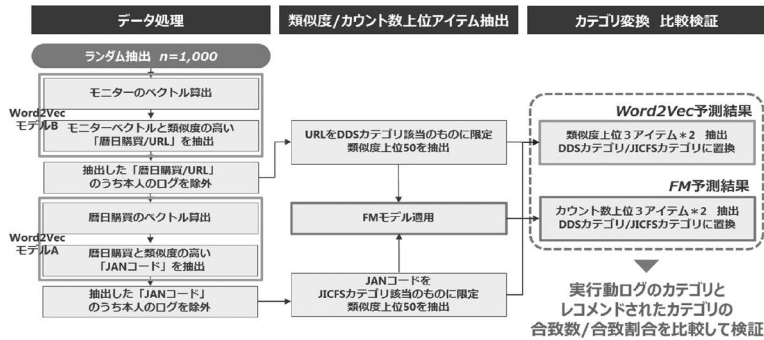 データ処理
ランダム抽出 n=1,000
Word2Vec
モデルB
モニターのベクトル算出
モニターベクトルと類似度の高い
「暦日購買/URL」を抽出
抽出した「暦日購買/URL」
のうち本人のログを除外
Word2Vec
モデルA
暦日購買のベクトル算出
暦日購買と類似度の高い
「JANコード」を抽出
抽出した「JANコード」
のうち本人のログを除外
類似度/カウント数上位アイテム抽出
URLをDDSカテゴリ該当のものに限定
類似度上位50を抽出
FMモデル適用
JANコードを
JICFSカテゴリ該当のものに限定
類似度上位50を抽出
カテゴリ変換 比較検証
Word2Vec予測結果
類似度上位3アイテム*2 抽出
DDSカテゴリ/JICFSカテゴリに置換
FM予測結果
カウント数上位3アイテム*2 抽出
DDSカテゴリ/JICFSカテゴリに置換
実行動ログのカテゴリと
レコメンドされたカテゴリの
合致数/合致割合を比較して検証